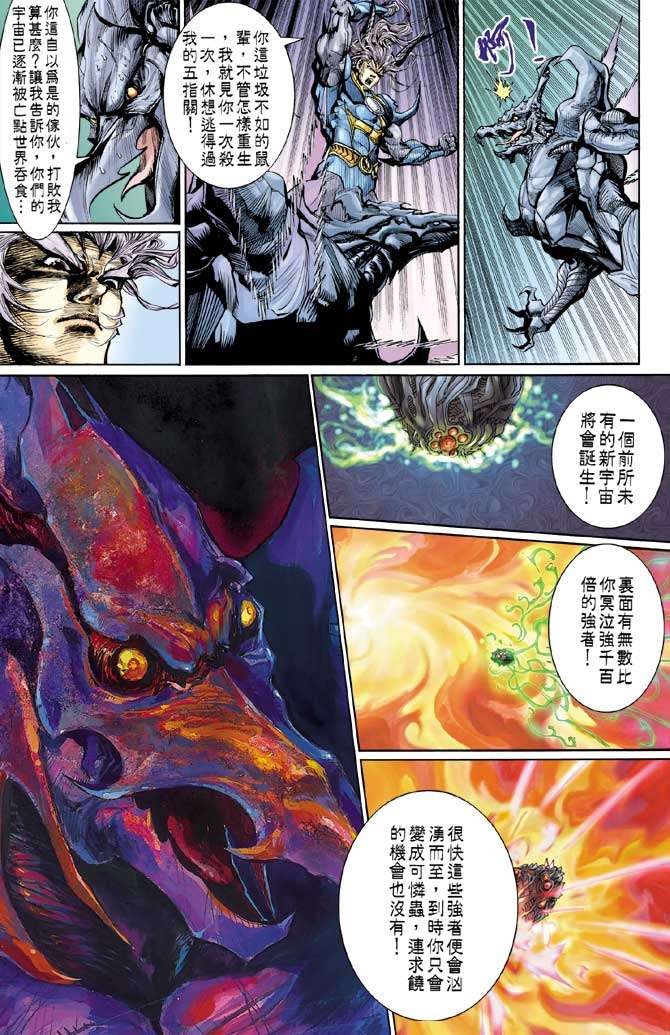 你這垃圾不如的鼠
輩，不管怎樣重生
，我就見你一次殺
一次，休想逃得過
我的五指關！
你這自以爲是的傢伙，打敗我
算甚麼？讓我告訴你，你們的
宇宙已逐漸被亡點世界吞食…
一個前所未
有的新宇宙
將會誕生！
裏面有無數比
你冥泣強千百
倍的強者！
很快這些強者便會洶
湧而至，到時你只會
變成可憐蟲，連求饒
的機會也沒有！